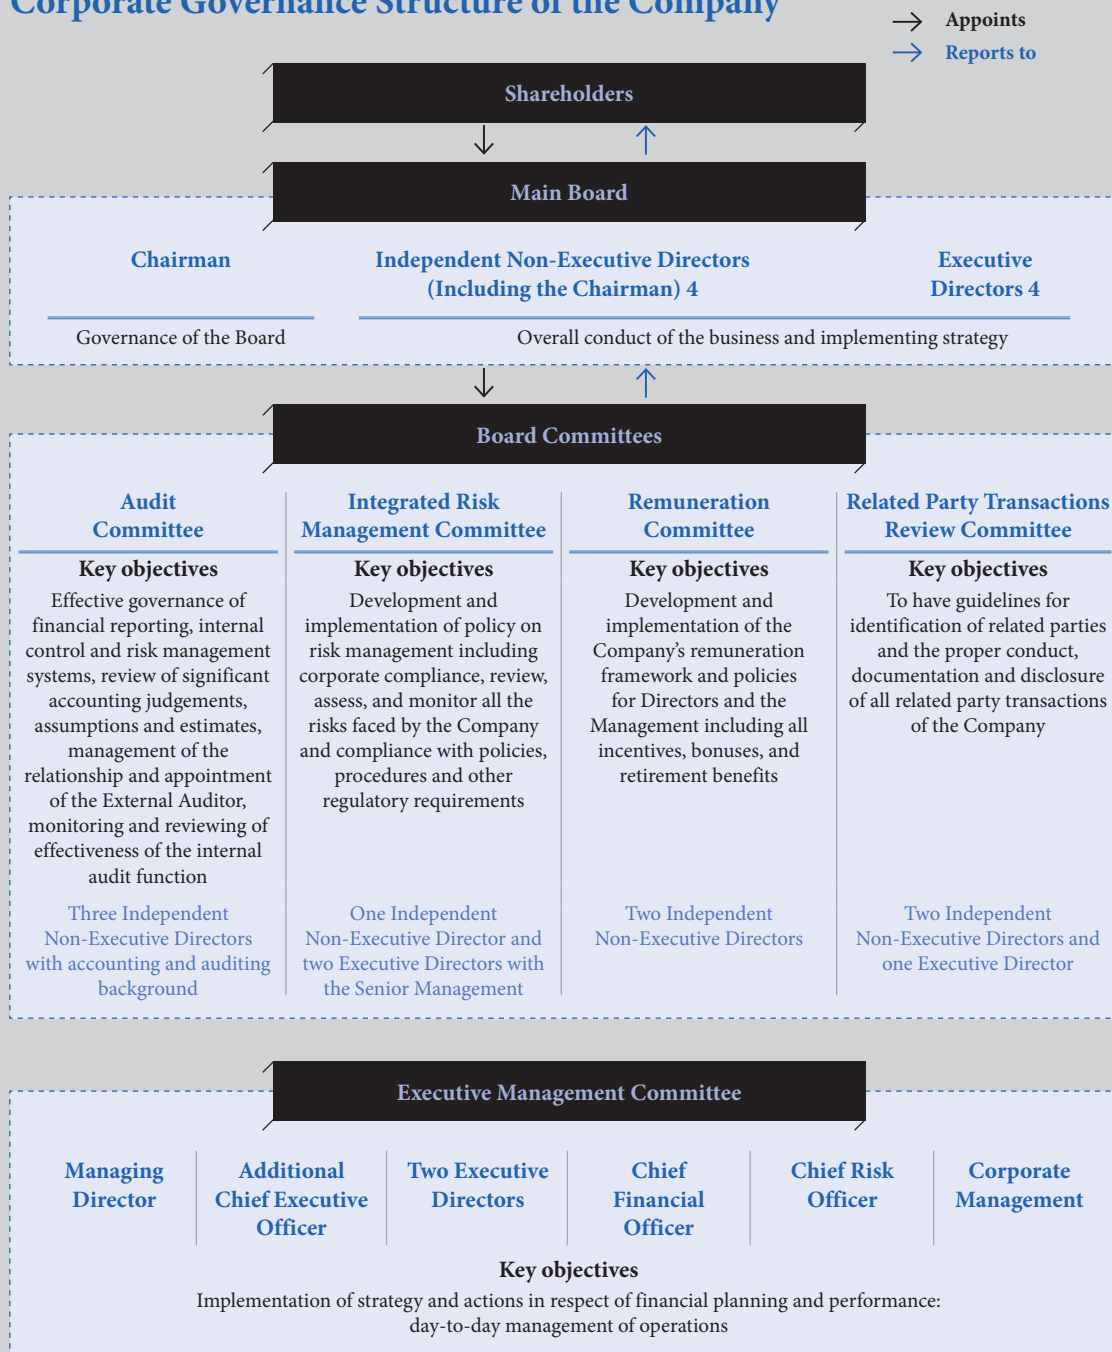 Corporate Governance Structure of the Company
Appoints
Reports to
Shareholders
Main Board
Chairman
Independent Non-Executive Directors
(Including the Chairman) 4
Executive
Directors 4
Governance of the Board
Overall conduct of the business and implementing strategy
Board Committees
Audit
Committee
Key objectives
Effective governance of
financial reporting, internal
control and risk management
systems, review of significant
accounting judgements,
assumptions and estimates,
management of the
relationship and appointment
of the External Auditor,
monitoring and reviewing of
effectiveness of the internal
audit function
Three Independent
Non-Executive Directors
with accounting and auditing
background
Integrated Risk
Management Committee
Key objectives
Development and
implementation of policy on
risk management including
corporate compliance, review,
assess, and monitor all the
risks faced by the Company
and compliance with policies,
procedures and other
regulatory requirements
One Independent
Non-Executive Director and
two Executive Directors with
the Senior Management
Remuneration
Committee
Key objectives
Development and
implementation of the
Company’s remuneration
framework and policies
for Directors and the
Management including all
incentives, bonuses, and
retirement benefits
Two Independent
Non-Executive Directors
Related Party Transactions
Review Committee
Key objectives
To have guidelines for
identification of related parties
and the proper conduct,
documentation and disclosure
of all related party transactions
of the Company
Two Independent
Non-Executive Directors and
one Executive Director
Executive Management Committee
Managing
Director
Additional
Chief Executive
Officer
Two Executive
Directors
Chief
Financial
Officer
Chief Risk
Officer
Corporate
Management
Key objectives
Implementation of strategy and actions in respect of financial planning and performance:
day-to-day management of operations